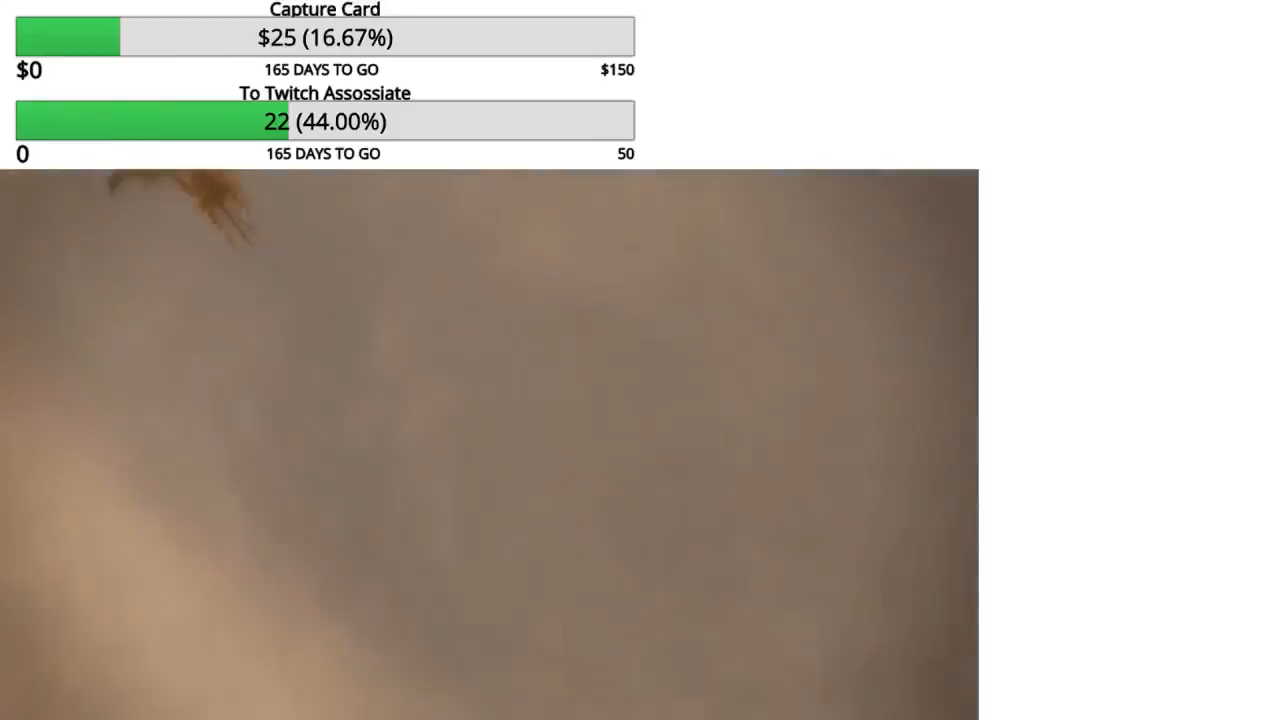 Capture Card
$25 (16.67%)
$0 165 DAYS TO GO $150
To Twitch Assossiate
22 (44.00%)
0 165 DAYS TO GO 50